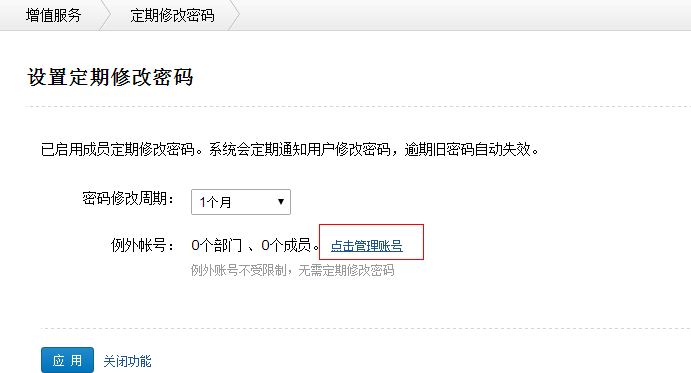 增值服务 定期修改密码
设置定期修改密码
已启用成员定期修改密码。系统会定期通知用户修改密码，逾期旧密码自动失效。
密码修改周期： 1个月
例外帐号： 0个部门 、0个成员。 点击管理账号
例外账号不受限制，无需定期修改密码
应 用 关闭功能